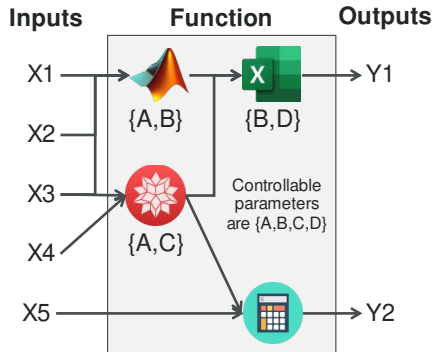 Inputs Function Outputs
X1 Y1
{A,B} {B,D}
X2
X3
Controllable
parameters
are {A,B,C,D}
{A,C}
X4
X5 Y2
X